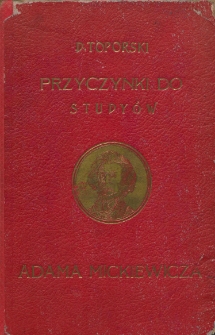 D. TOPORSKI
PRZYCZYNKI DO
STUDYÓW
ADAMA MICKIEWICZA